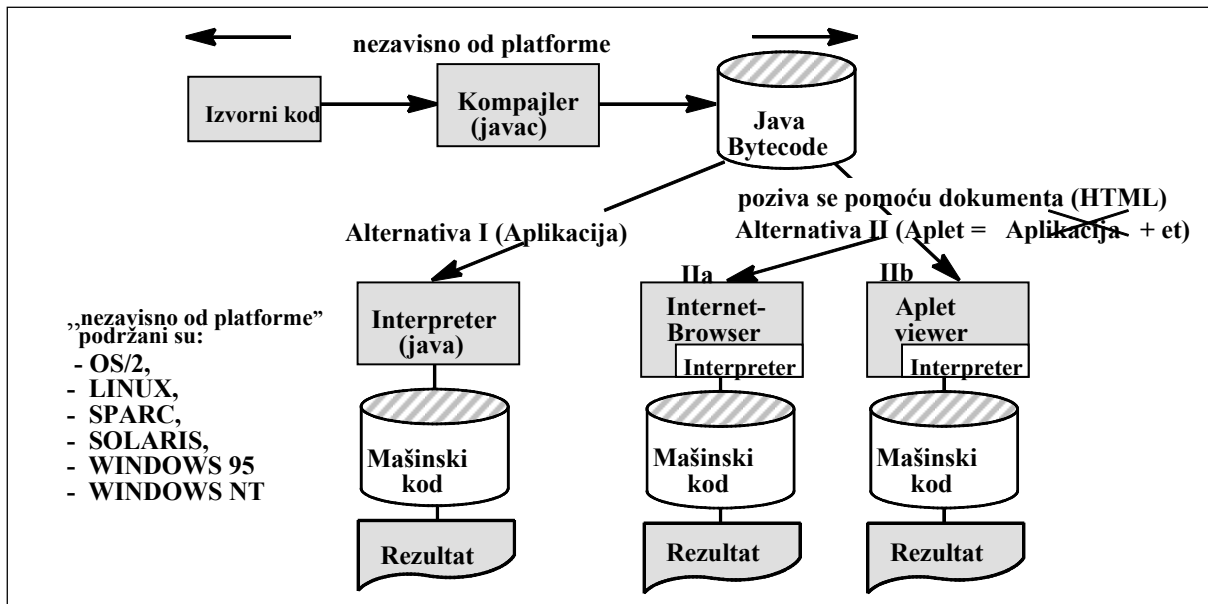 nezavisno od platforme
Izvorni kod
Kompajler
(javac)
Java
Bytecode
poziva se pomoću dokumenta (HTML)
Alternativa I (Aplikacija)
Alternativa II (Aplet = Aplikacija + et)
IIa
IIb
,,nezavisno od platforme”
podržani su:
- OS/2,
- LINUX,
- SPARC,
- SOLARIS,
- WINDOWS 95
- WINDOWS NT
Interpreter
(java)
Mašinski
kod
Rezultat
Internet-
Browser
Interpreter
Mašinski
kod
Rezultat
Aplet
viewer
Interpreter
Mašinski
kod
Rezultat